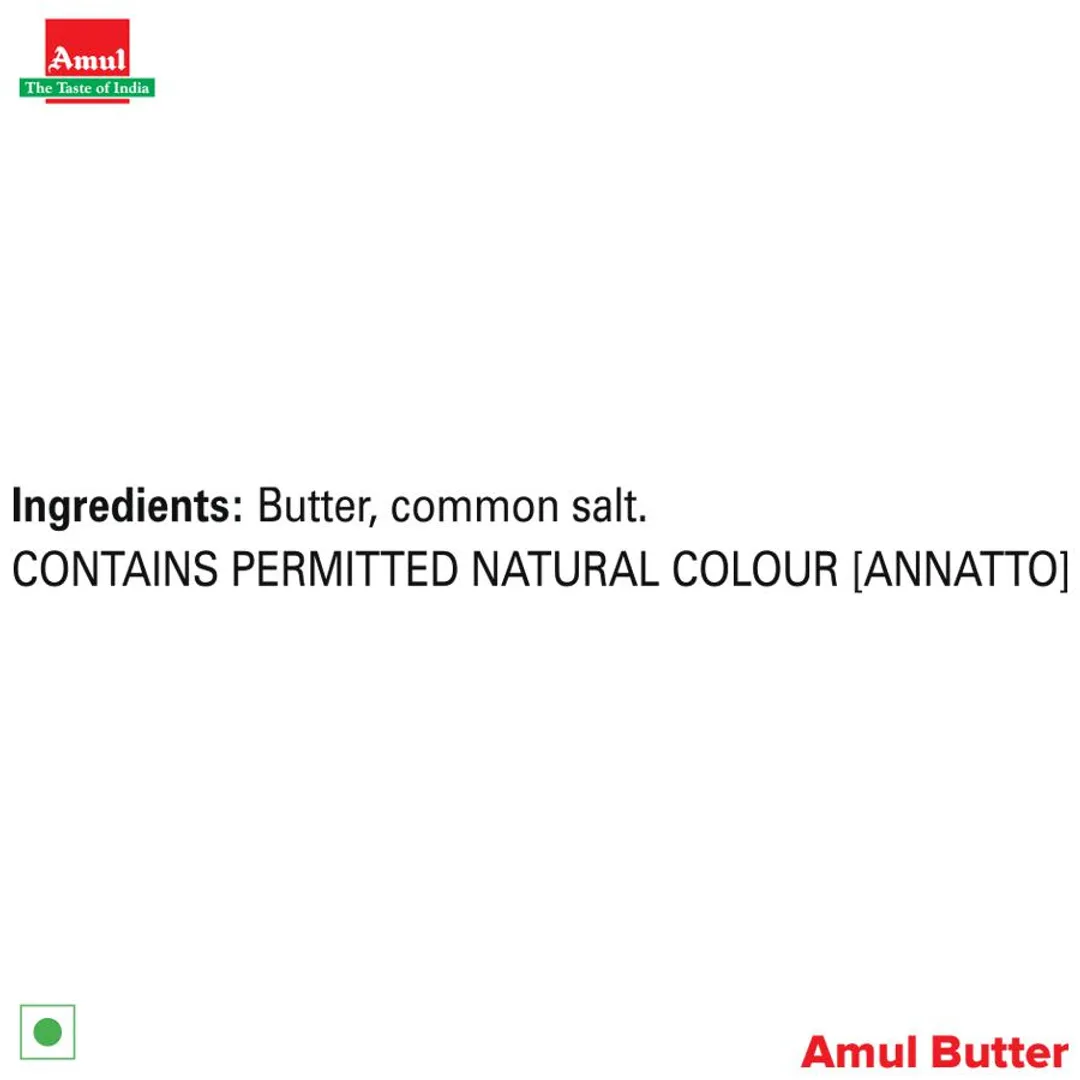 Amul
The Taste of India
Ingredients: Butter, common salt.
CONTAINS PERMITTED NATURAL COLOUR [ANNATTO]
Amul Butter